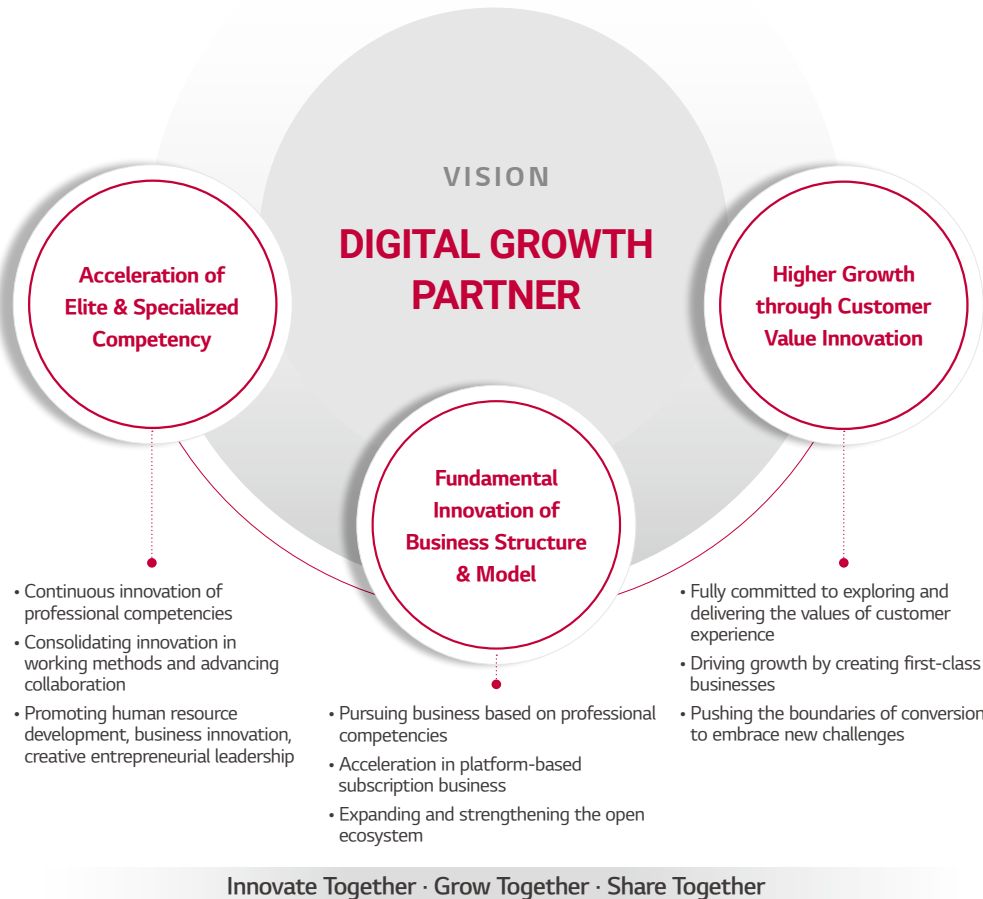 VISION
DIGITAL GROWTH
PARTNER
Acceleration of
Elite & Specialized
Competency
Fundamental
Innovation of
Business Structure
& Model
Higher Growth
through Customer
Value Innovation
• Continuous innovation of
professional competencies
• Consolidating innovation in
working methods and advancing
collaboration
• Promoting human resource
development, business innovation,
creative entrepreneurial leadership
• Pursuing business based on professional
competencies
• Acceleration in platform-based
subscription business
• Expanding and strengthening the open
ecosystem
• Fully committed to exploring and
delivering the values of customer
experience
• Driving growth by creating first-class
businesses
• Pushing the boundaries of conversion
to embrace new challenges
Innovate Together · Grow Together · Share Together